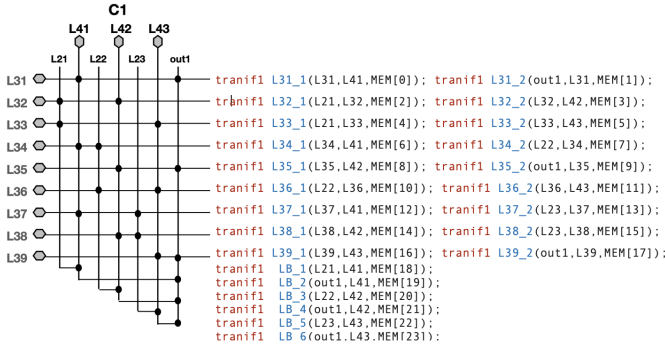 C1
L41 L42 L43
L21 L22 L23 out1
L31 tranif1 L31_1(L31,L41,MEM[0]); tranif1 L31_2(out1,L31,MEM[1]);
L32 tranif1 L32_1(L21,L32,MEM[2]); tranif1 L32_2(L32,L42,MEM[3]);
L33 tranif1 L33_1(L21,L33,MEM[4]); tranif1 L33_2(L33,L43,MEM[5]);
L34 tranif1 L34_1(L34,L41,MEM[6]); tranif1 L34_2(L22,L34,MEM[7]);
L35 tranif1 L35_1(L35,L42,MEM[8]); tranif1 L35_2(out1,L35,MEM[9]);
L36 tranif1 L36_1(L22,L36,MEM[10]); tranif1 L36_2(L36,L43,MEM[11]);
L37 tranif1 L37_1(L37,L41,MEM[12]); tranif1 L37_2(L23,L37,MEM[13]);
L38 tranif1 L38_1(L38,L42,MEM[14]); tranif1 L38_2(L23,L38,MEM[15]);
L39 tranif1 L39_1(L39,L43,MEM[16]); tranif1 L39_2(out1,L39,MEM[17]);
tranif1 LB_1(L21,L41,MEM[18]);
tranif1 LB_2(out1,L41,MEM[19]);
tranif1 LB_3(L22,L42,MEM[20]);
tranif1 LB_4(out1,L42,MEM[21]);
tranif1 LB_5(L23,L43,MEM[22]);
tranif1 LB_6(out1,L43,MEM[23]);